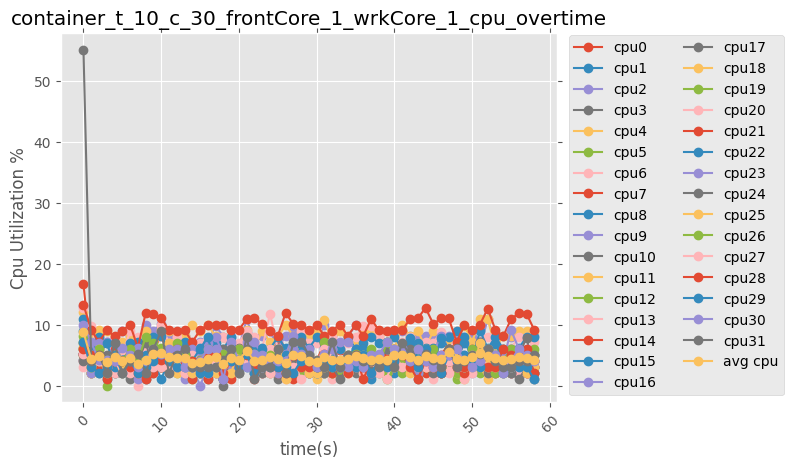 container_t_10_c_30_frontCore_1_wrkCore_1_cpu_overtime
Cpu Utilization %
50
40
30
20
10
0
0
10
20
30
40
50
60
time(s)
cpu0
cpu1
cpu2
cpu3
cpu4
cpu5
cpu6
cpu7
cpu8
cpu9
cpu10
cpu11
cpu12
cpu13
cpu14
cpu15
cpu16
cpu17
cpu18
cpu19
cpu20
cpu21
cpu22
cpu23
cpu24
cpu25
cpu26
cpu27
cpu28
cpu29
cpu30
cpu31
avg cpu